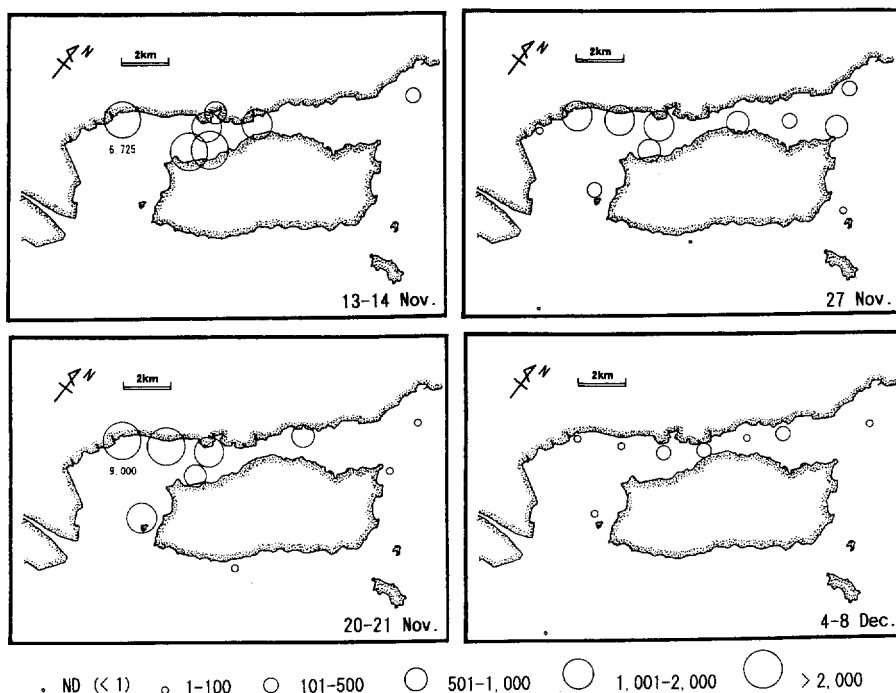 N
2km
6.725
13-14 Nov.
N
2km
27 Nov.
N
2km
9.000
20-21 Nov.
N
2km
4-8 Dec.
ND (<1) 1-100 101-500 501-1,000 1,001-2,000 >2,000